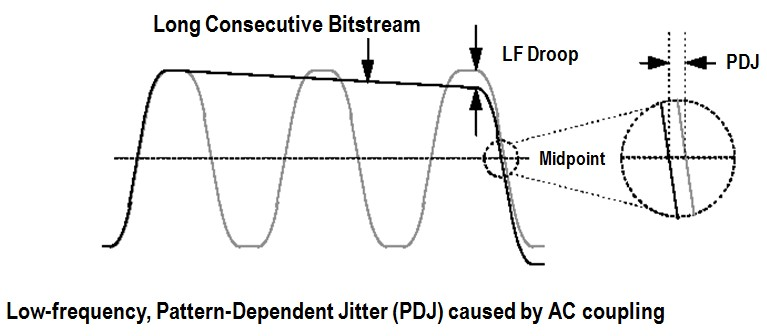 Long Consecutive Bitstream
LF Droop
PDJ
Midpoint
Low-frequency, Pattern-Dependent Jitter (PDJ) caused by AC coupling